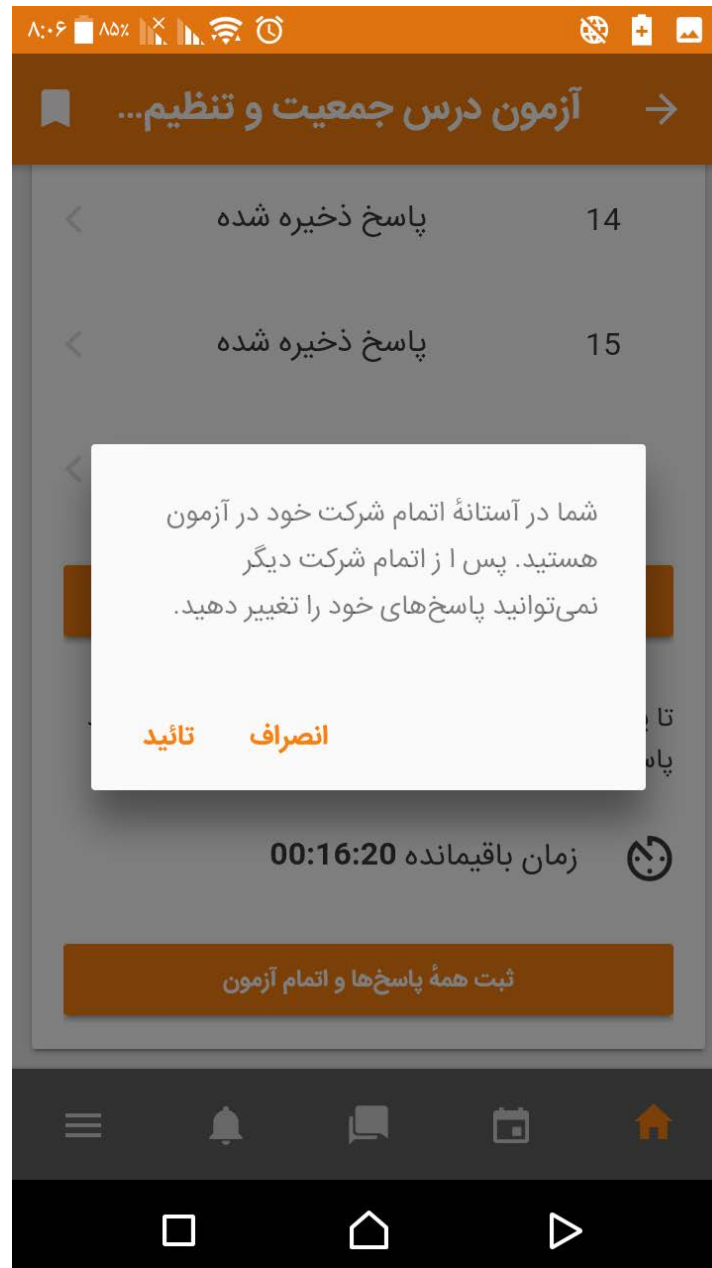 ۸:۰۶ ۸۵٪
آزمون درس جمعیت و تنظیم...
14 پاسخ ذخیره شده
15 پاسخ ذخیره شده
شما در آستانهٔ اتمام شرکت خود در آزمون
هستید. پس ا ز اتمام شرکت دیگر
نمی‌توانید پاسخ‌های خود را تغییر دهید.
انصراف تائید
تا
زمان باقیمانده 00:16:20
ثبت همهٔ پاسخ‌ها و اتمام آزمون